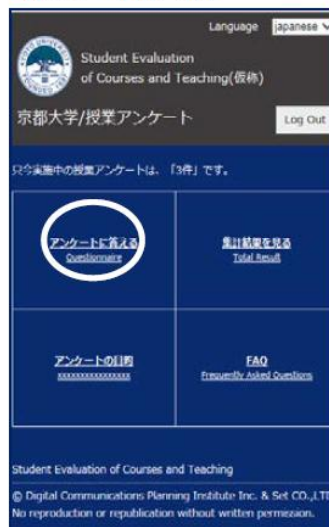 Language japanese
Student Evaluation
of Courses and Teaching(仮称)
京都大学/授業アンケート
Log Out
只今実施中の授業アンケートは、「3件」です。
アンケートに答える
Questionnaire
集計結果を見る
Total Result
アンケートの目的
xxxxxxxxxxxxxxx
FAQ
Frequently Asked Questions
Student Evaluation of Courses and Teaching
© Digital Communications Planning Institute Inc. & Set CO.,LTD
No reproduction or republication without written permission.